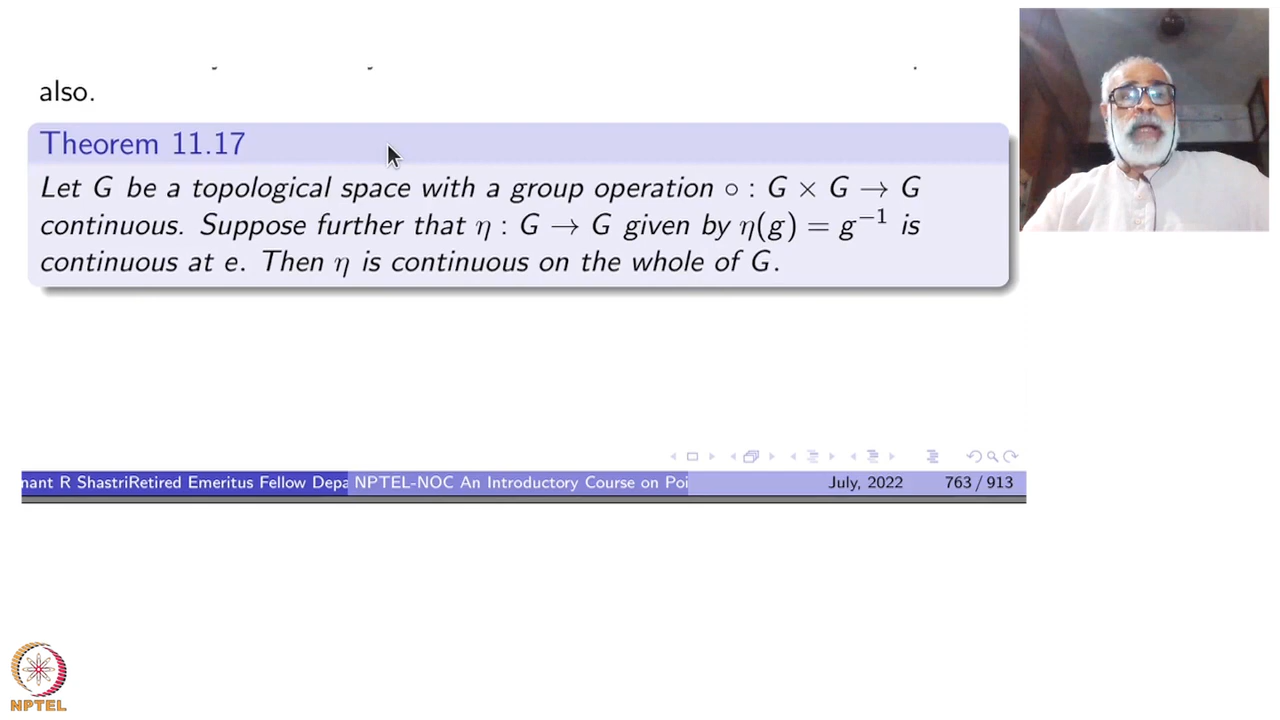 also.
Theorem 11.17
Let G be a topological space with a group operation ∘ : G × G → G
continuous. Suppose further that η : G → G given by η(g) = g⁻¹ is
continuous at e. Then η is continuous on the whole of G.
nant R ShastriRetired Emeritus Fellow Depa NPTEL-NOC An Introductory Course on Poi July, 2022 763 / 913
NPTEL